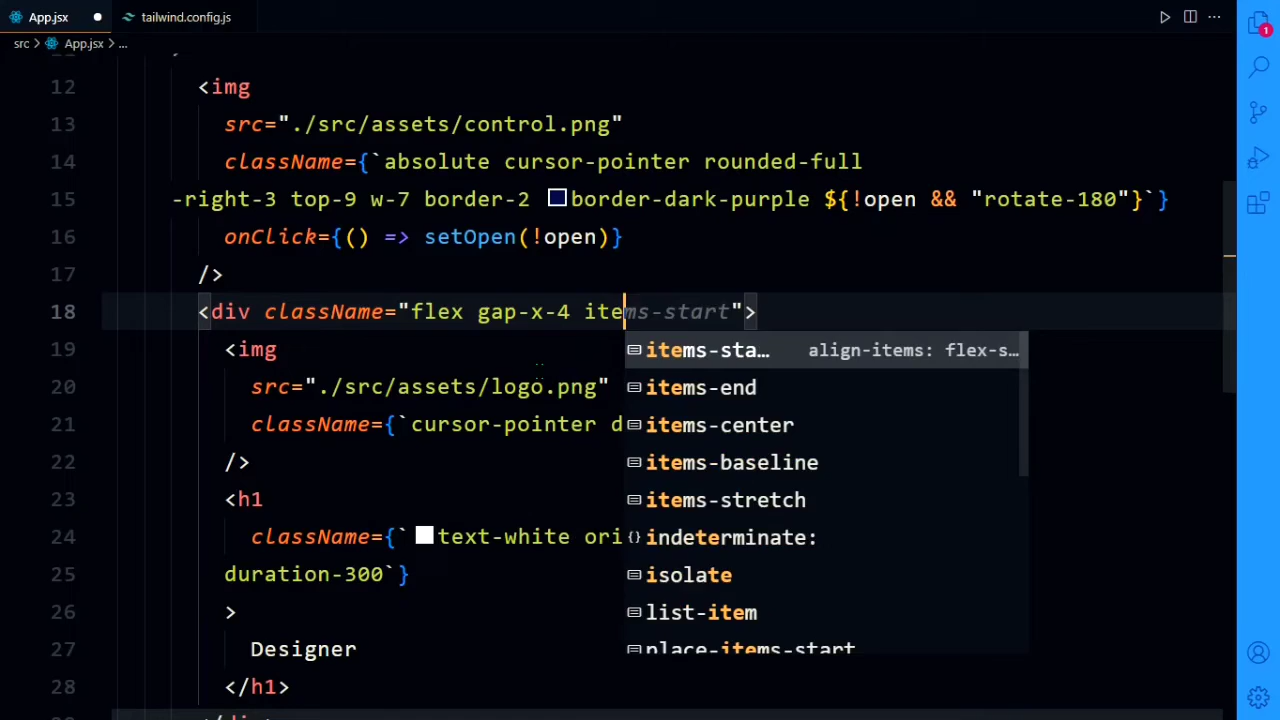 App.jsx
tailwind.config.js
src > App.jsx > ...
1
12 <img
13 src="./src/assets/control.png"
14 className={`absolute cursor-pointer rounded-full
15 -right-3 top-9 w-7 border-2 border-dark-purple ${!open && "rotate-180"}`}
16 onClick={() => setOpen(!open)}
17 />
18 <div className="flex gap-x-4 items-start">
19 <img
items-sta… align-items: flex-s…
20 src="./src/assets/logo.png"
items-end
21 className={`cursor-pointer d
items-center
22 />
items-baseline
23 <h1
items-stretch
24 className={`text-white ori
indeterminate:
25 duration-300`}
isolate
26 >
list-item
27 Designer
place-items-start
28 </h1>
</div>